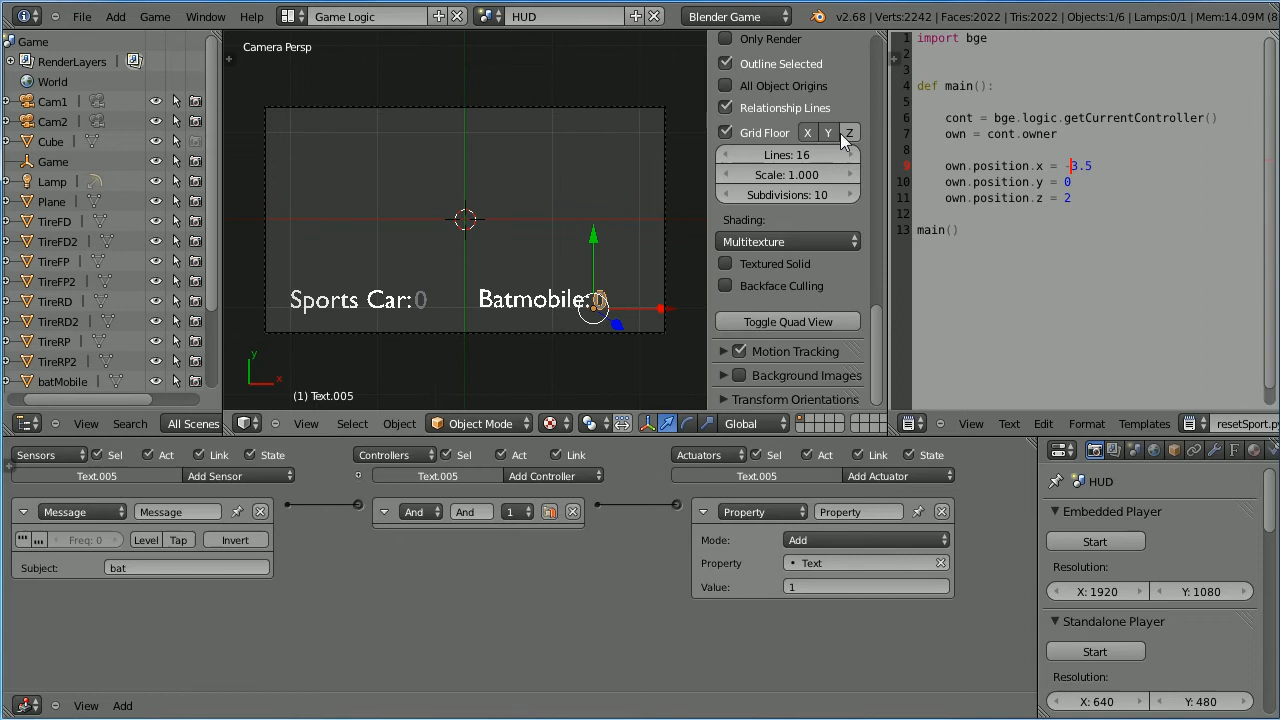 File Add Window Help Game Logic HUD Blender Game v2.68 | Verts:2242 | Faces:2022 | Tris:2022 | Objects:1/6 | Lamps:0/1 | Mem:14.09M (8
Game
RenderLayers
World
Cam1
Cam2
Cube
Game
Lamp
Plane
TireFD
TireFD2
TireFP
TireFP2
TireRD
TireRD2
TireRP
TireRP2
batMobile
View Search All Scenes
Camera Persp
Sports Car:0 Batmobile:0
y
x
(1) Text.005
View Select Object Object Mode Global
Only Render
Outline Selected
All Object Origins
Relationship Lines
Grid Floor X Y Z
Lines: 16
Scale: 1.000
Subdivisions: 10
Shading:
Multitexture
Textured Solid
Backface Culling
Toggle Quad View
Motion Tracking
Background Images
Transform Orientations
1 import bge
2
3
4 def main():
5
6 cont = bge.logic.getCurrentController()
7 own = cont.owner
8
9 own.position.x = -3.5
10 own.position.y = 0
11 own.position.z = 2
12
13 main()
View Text Edit Format Templates resetSport.py
Sensors Sel Act Link State
Text.005 Add Sensor
Message Message
Freq: 0 Level Tap Invert
Subject: bat
Controllers Sel Act Link
Text.005 Add Controller
And And 1
Actuators Sel Act Link State
Text.005 Add Actuator
Property Property
Mode: Add
Property Text
Value: 1
View Add
HUD
Embedded Player
Start
Resolution:
X: 1920 Y: 1080
Standalone Player
Start
Resolution:
X: 640 Y: 480